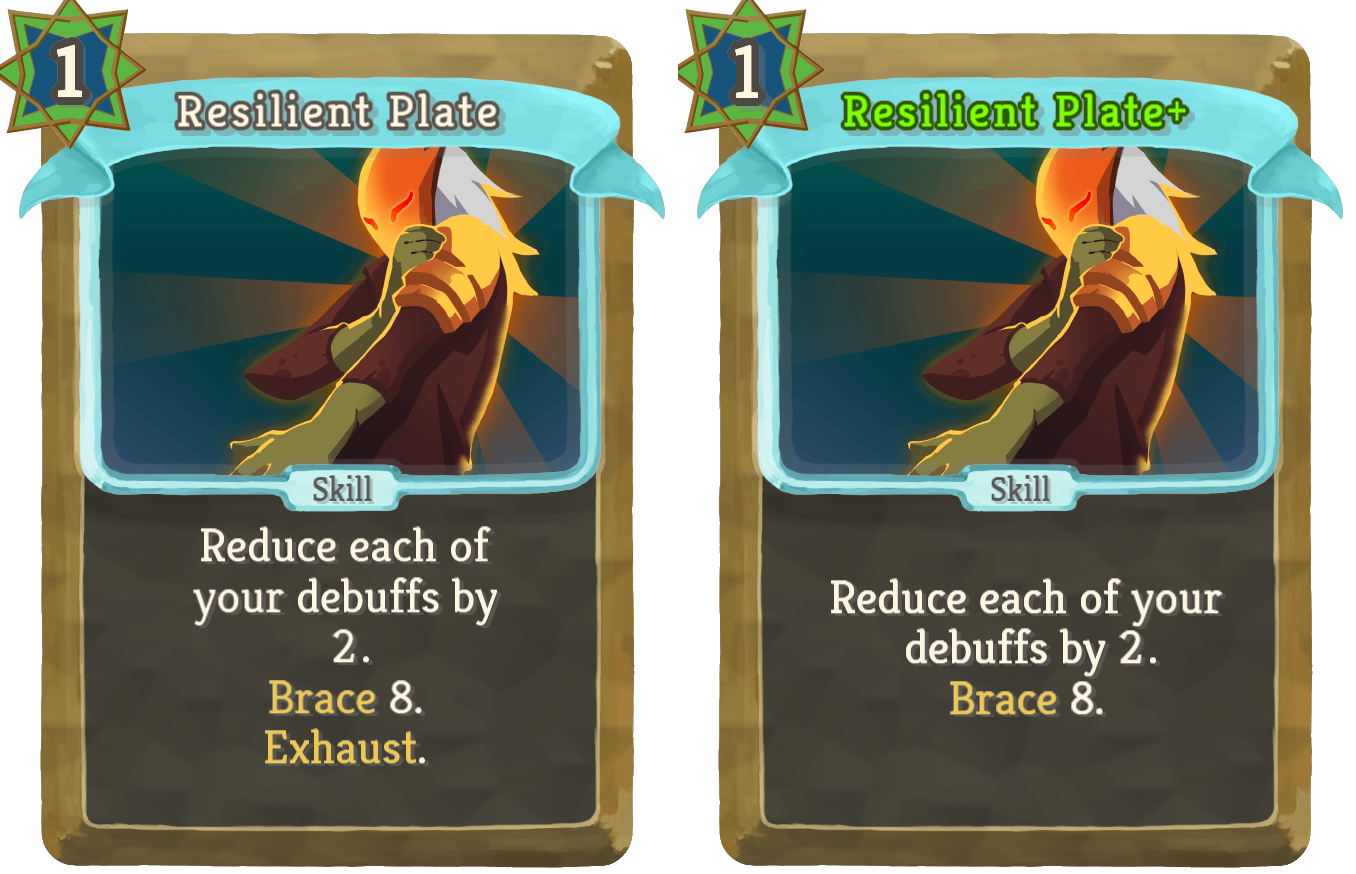 1
Resilient Plate
Skill
Reduce each of
your debuffs by
2.
Brace 8.
Exhaust.
1
Resilient Plate+
Skill
Reduce each of your
debuffs by 2.
Brace 8.